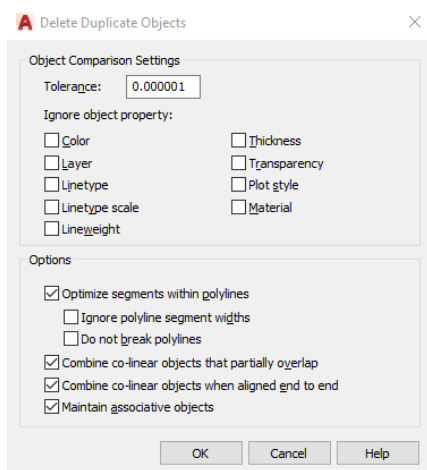 Delete Duplicate Objects
Object Comparison Settings
Tolerance: 0.000001
Ignore object property:
Color
Thickness
Layer
Transparency
Linetype
Plot style
Linetype scale
Material
Lineweight
Options
Optimize segments within polylines
Ignore polyline segment widths
Do not break polylines
Combine co-linear objects that partially overlap
Combine co-linear objects when aligned end to end
Maintain associative objects
OK Cancel Help